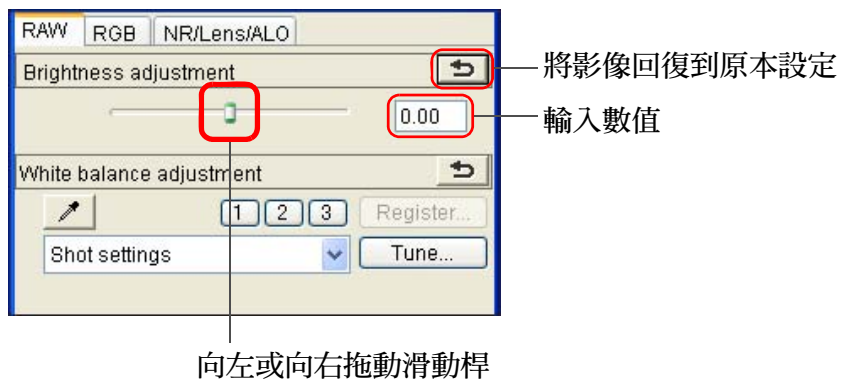 RAW RGB NR/Lens/ALO
Brightness adjustment
將影像回復到原本設定
0.00
輸入數值
White balance adjustment
1 2 3 Register...
Shot settings Tune...
向左或向右拖動滑動桿